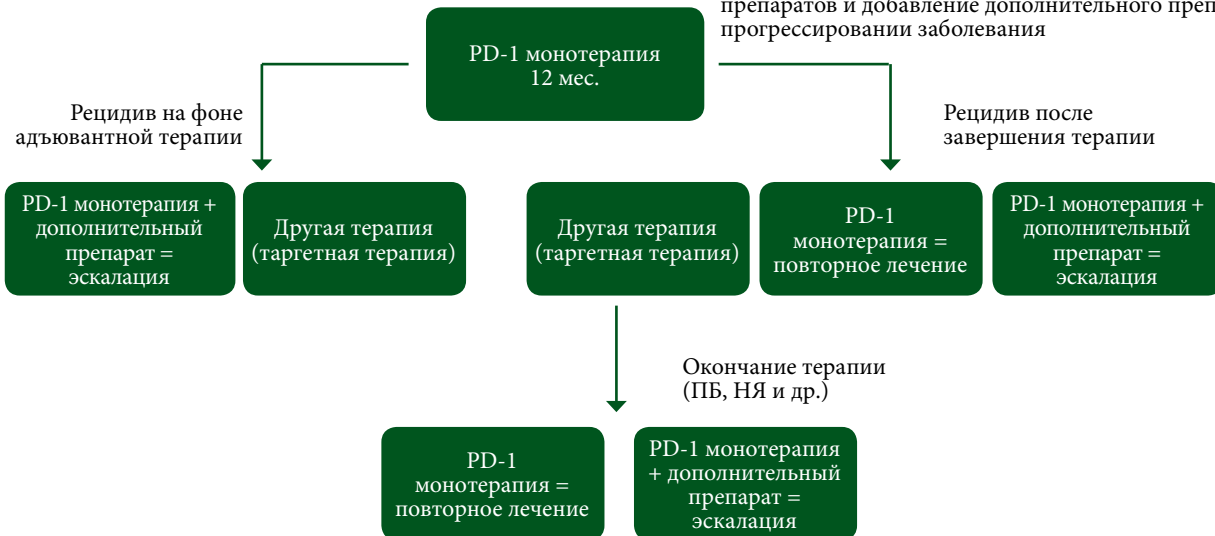 препаратов и добавление дополнительного
прогрессировании заболевания
PD-1 монотерапия
12 мес.
Рецидив на фоне
адъювантной терапии
Рецидив после
завершения терапии
PD-1 монотерапия +
дополнительный
препарат =
эскалация
Другая терапия
(таргетная терапия)
Другая терапия
(таргетная терапия)
PD-1
монотерапия =
повторное лечение
PD-1 монотерапия +
дополнительный
препарат =
эскалация
Окончание терапии
(ПБ, НЯ и др.)
PD-1
монотерапия =
повторное лечение
PD-1 монотерапия
+ дополнительный
препарат =
эскалация